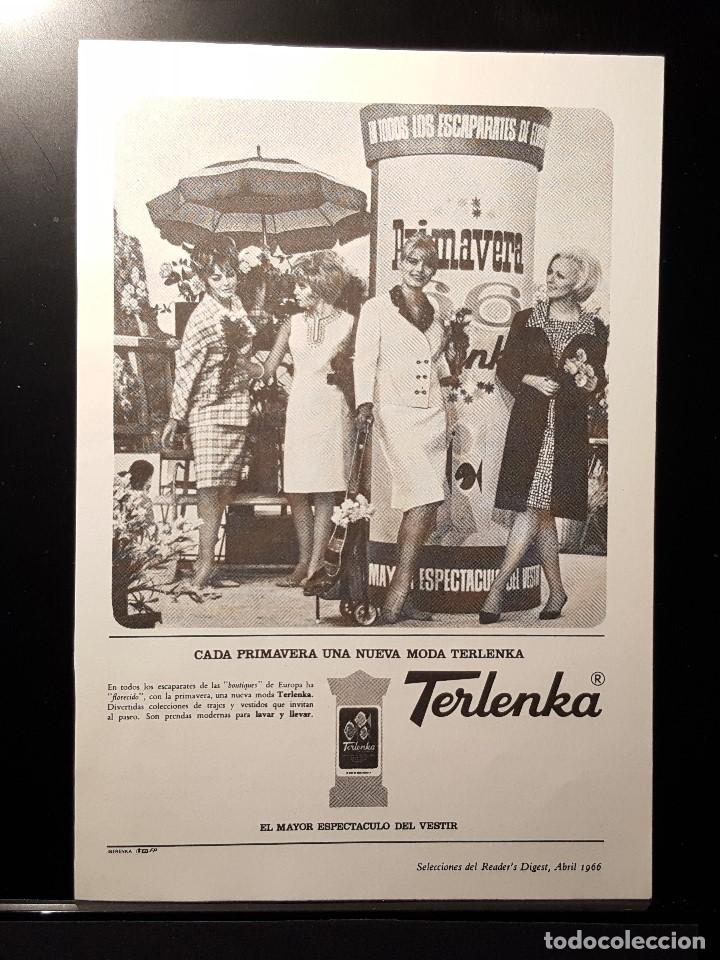 EN TODOS LOS ESCAPARATES DE
Primavera
66
MAYOR ESPECTACULO DEL VESTIR
CADA PRIMAVERA UNA NUEVA MODA TERLENKA
En todos los escaparates de las "boutiques" de Europa ha
"florecido", con la primavera, una nueva moda Terlenka.
Divertidas colecciones de trajes y vestidos que invitan
al paseo. Son prendas modernas para lavar y llevar.
Terlenka
Terlenka ®
EL MAYOR ESPECTACULO DEL VESTIR
IBERENKA
Selecciones del Reader's Digest, Abril 1966
todocoleccion
todocoleccion